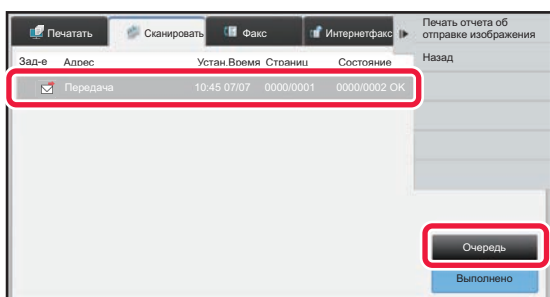 Печатать
Сканировать
Факс
Интернетфакс
Печать отчета об
отправке изображения
Зад-е Адрес Устан.Время Страниц Состояние
Назад
Передача 10:45 07/07 0000/0001 0000/0002 OK
Очередь
Выполнено